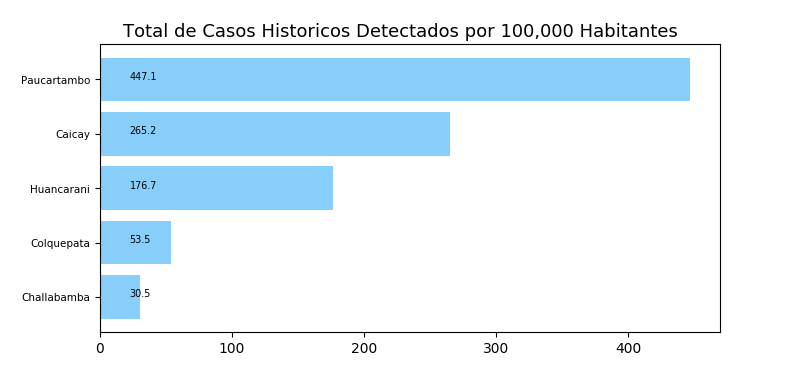 Total de Casos Historicos Detectados por 100,000 Habitantes
Paucartambo 447.1
Caicay 265.2
Huancarani 176.7
Colquepata 53.5
Challabamba 30.5
0 100 200 300 400